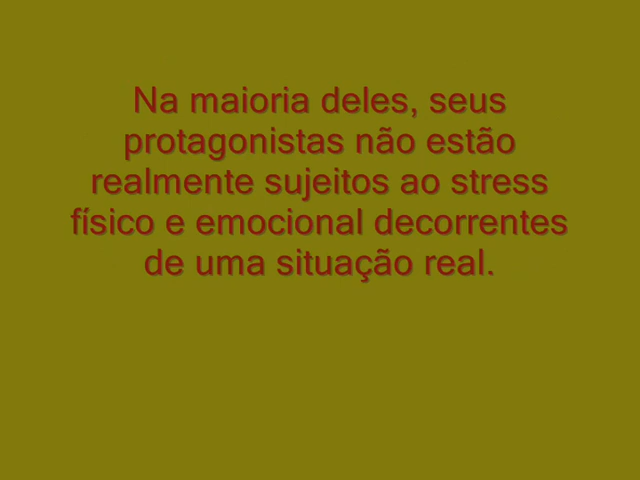 Na maioria deles, seus
protagonistas não estão
realmente sujeitos ao stress
físico e emocional decorrentes
de uma situação real.